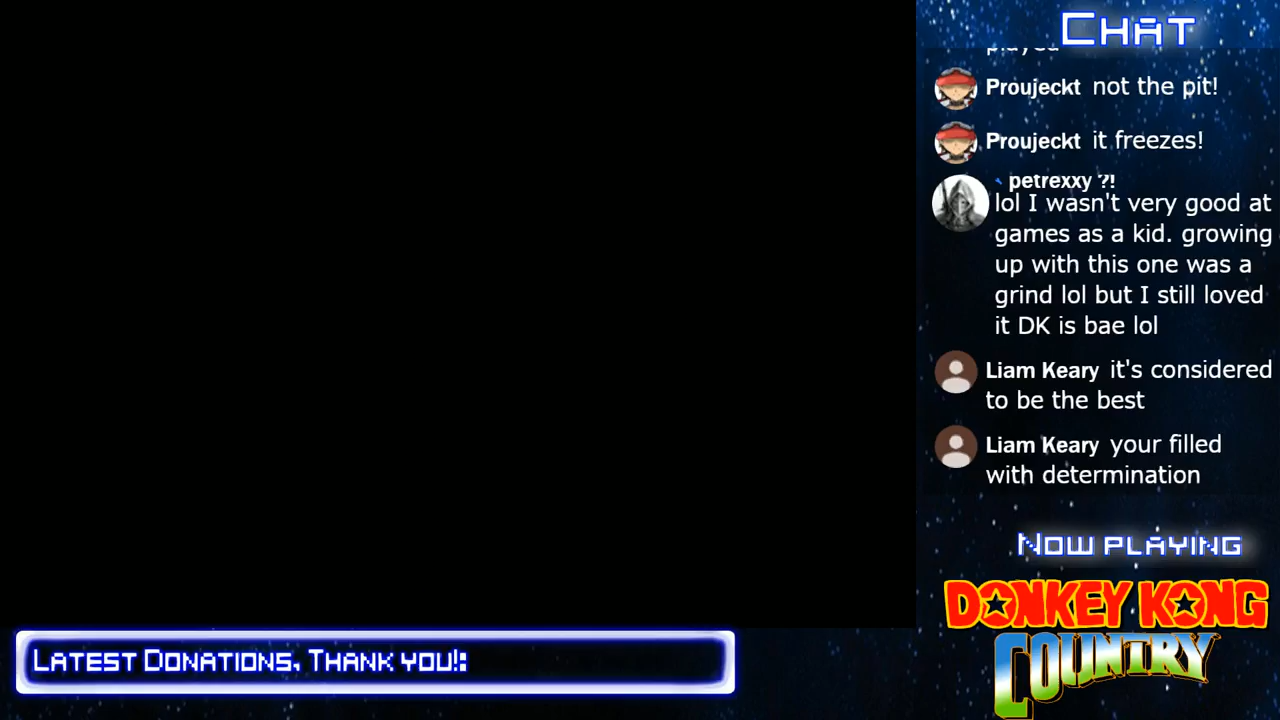 CHAT
played
Proujeckt not the pit!
Proujeckt it freezes!
petrexxy ?!
lol I wasn't very good at
games as a kid. growing
up with this one was a
grind lol but I still loved
it DK is bae lol
Liam Keary it's considered
to be the best
Liam Keary your filled
with determination
NOW PLAYING
DONKEY KONG
COUNTRY
LATEST DONATIONS, THANK YOU!: